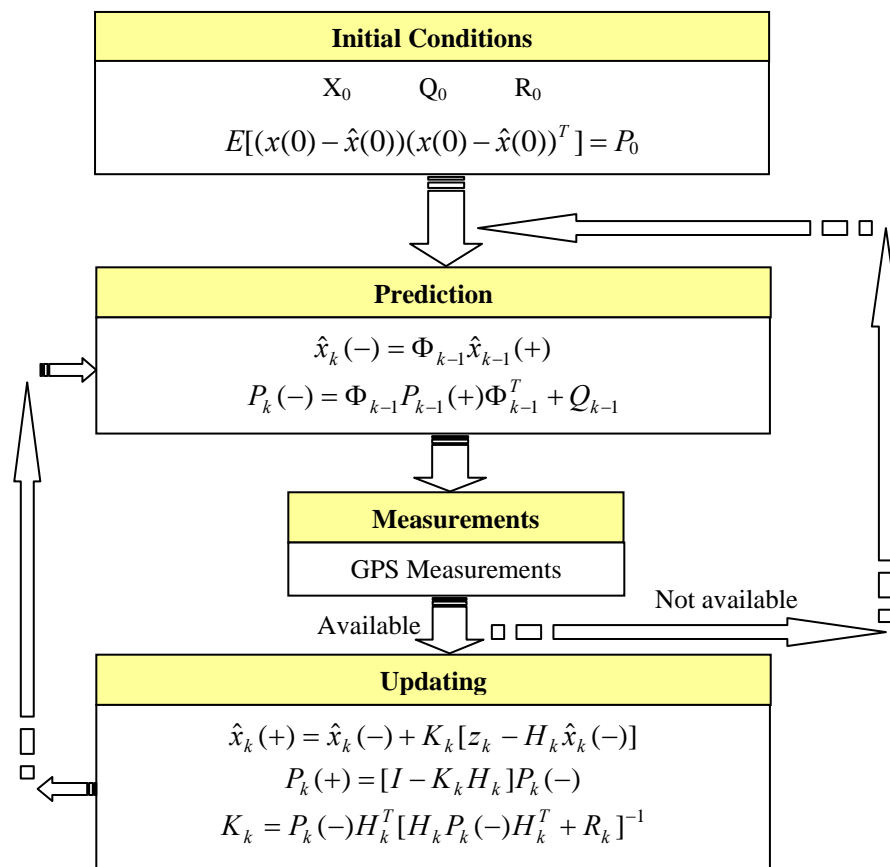 Initial Conditions
X₀ Q₀ R₀
E[(x(0) − x̂(0))(x(0) − x̂(0))ᵀ] = P₀
Prediction
x̂ₖ(−) = Φₖ₋₁x̂ₖ₋₁(+)
Pₖ(−) = Φₖ₋₁Pₖ₋₁(+)Φᵀₖ₋₁ + Qₖ₋₁
Measurements
GPS Measurements
Available
Not available
Updating
x̂ₖ(+) = x̂ₖ(−) + Kₖ[zₖ − Hₖx̂ₖ(−)]
Pₖ(+) = [I − KₖHₖ]Pₖ(−)
Kₖ = Pₖ(−)Hₖᵀ[HₖPₖ(−)Hₖᵀ + Rₖ]⁻¹